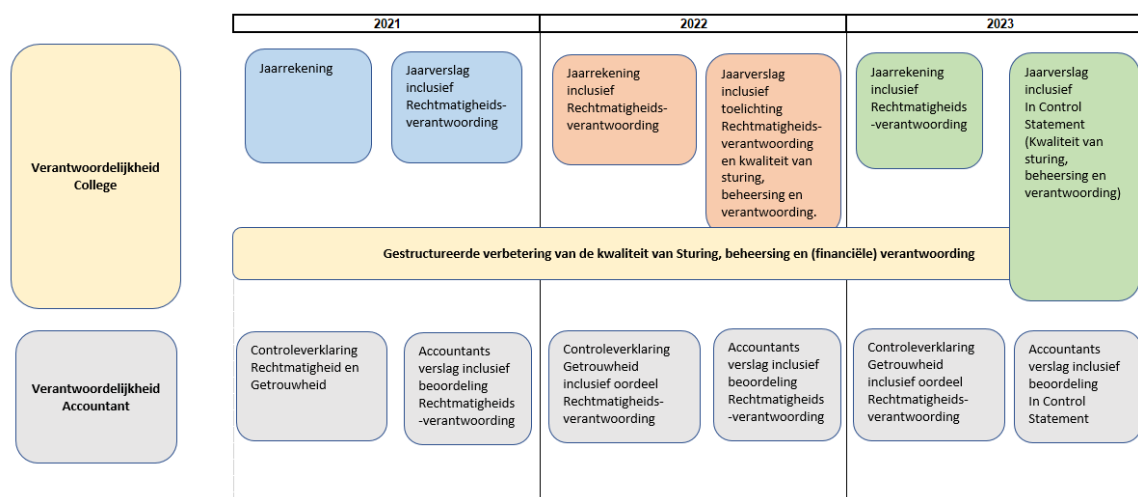 2021
2022
2023
Verantwoordelijkheid
College
Jaarrekening
Jaarverslag
inclusief
Rechtmatigheids-
verantwoording
Jaarrekening
inclusief
Rechtmatigheids-
verantwoording
Jaarverslag
inclusief
toelichting
Rechtmatigheids-
verantwoording
en kwaliteit van
sturing,
beheersing en
verantwoording.
Jaarrekening
inclusief
Rechtmatigheids
-verantwoording
Jaarverslag
inclusief
In Control
Statement
(Kwaliteit van
sturing,
beheersing en
verantwoording)
Gestructureerde verbetering van de kwaliteit van Sturing, beheersing en (financiële) verantwoording
Verantwoordelijkheid
Accountant
Controleverklaring
Rechtmatigheid en
Getrouwheid
Accountants
verslag inclusief
beoordeling
Rechtmatigheids
-verantwoording
Controleverklaring
Getrouwheid
inclusief oordeel
Rechtmatigheids-
verantwoording
Accountants
verslag inclusief
beoordeling
Rechtmatigheids
-verantwoording
Controleverklaring
Getrouwheid
inclusief oordeel
Rechtmatigheids-
verantwoording
Accountants
verslag inclusief
beoordeling
In Control
Statement